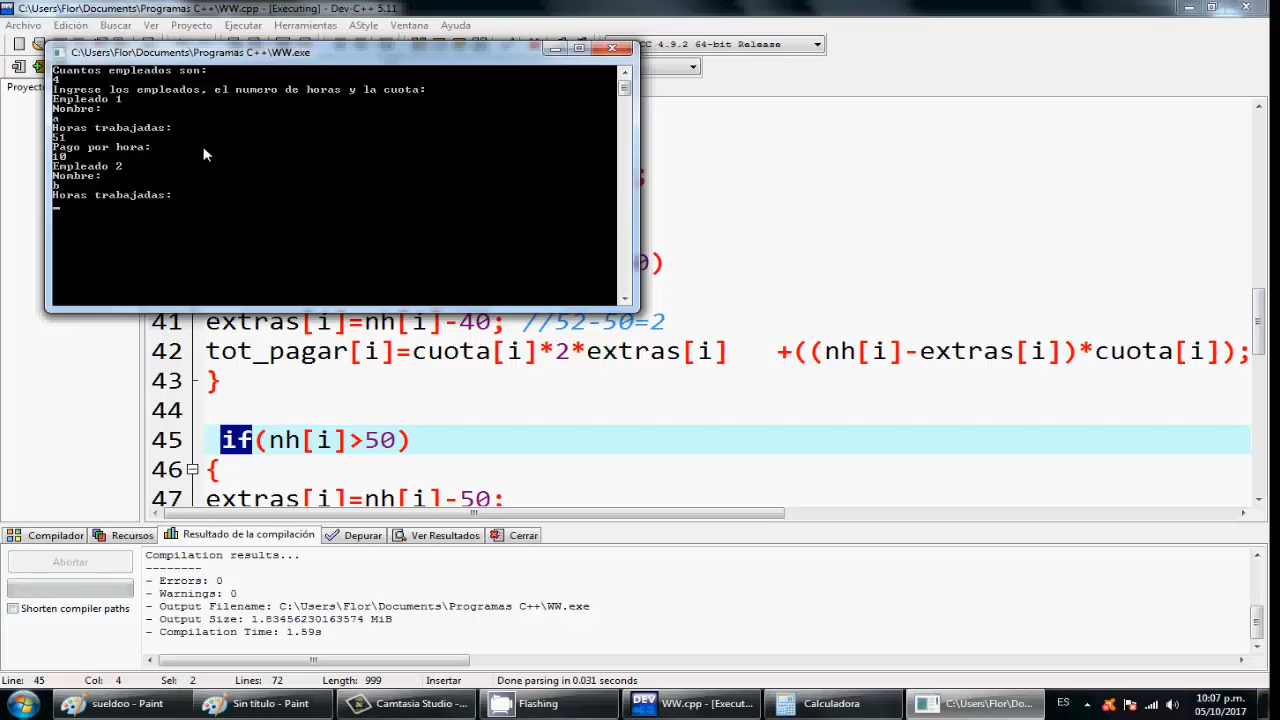 C:\Users\Flor\Documents\Programas C++\WW.cpp - [Executing] - Dev-C++ 5.11
Archivo Edición Buscar Ver Proyecto Ejecutar Herramientas AStyle Ventana Ayuda
CC 4.9.2 64-bit Release
C:\Users\Flor\Documents\Programas C++\WW.exe
Cuantos empleados son:
4
Ingrese los empleados, el numero de horas y la cuota:
Empleado 1
Nombre:
a
Horas trabajadas:
51
Pago por hora:
10
Empleado 2
Nombre:
b
Horas trabajadas:
Proyecto
0)
41 extras[i]=nh[i]-40; //52-50=2
42 tot_pagar[i]=cuota[i]*2*extras[i] +((nh[i]-extras[i])*cuota[i]);
43 }
44
45 if(nh[i]>50)
46 {
47 extras[i]=nh[i]-50;
Compilador Recursos Resultado de la compilación Depurar Ver Resultados Cerrar
Abortar
Shorten compiler paths
Compilation results...
--------
- Errors: 0
- Warnings: 0
- Output Filename: C:\Users\Flor\Documents\Programas C++\WW.exe
- Output Size: 1.83456230163574 MiB
- Compilation Time: 1.59s
Line: 45 Col: 4 Sel: 2 Lines: 72 Length: 999 Insertar Done parsing in 0.031 seconds
sueldoo - Paint Sin título - Paint Camtasia Studio -... Flashing WW.cpp - [Execut... Calculadora C:\Users\Flor\Do... ES 10:07 p.m.
05/10/2017